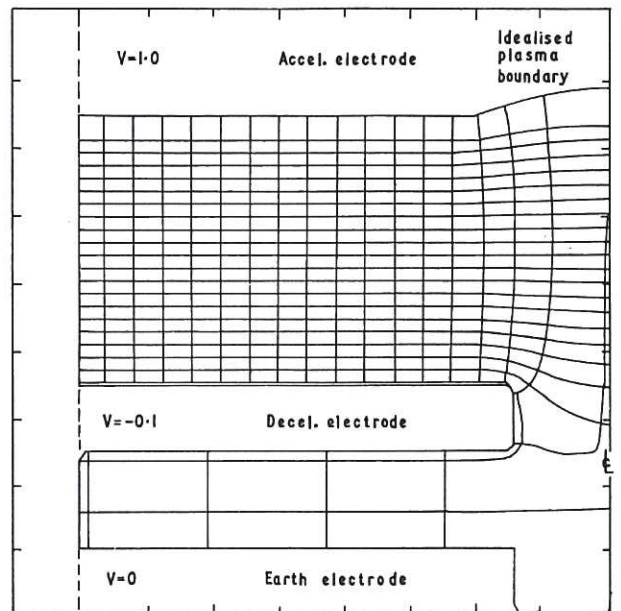 V=1·0 Accel. electrode
Idealised
plasma
boundary
V=-0·1 Decel. electrode
℄
V=0 Earth electrode